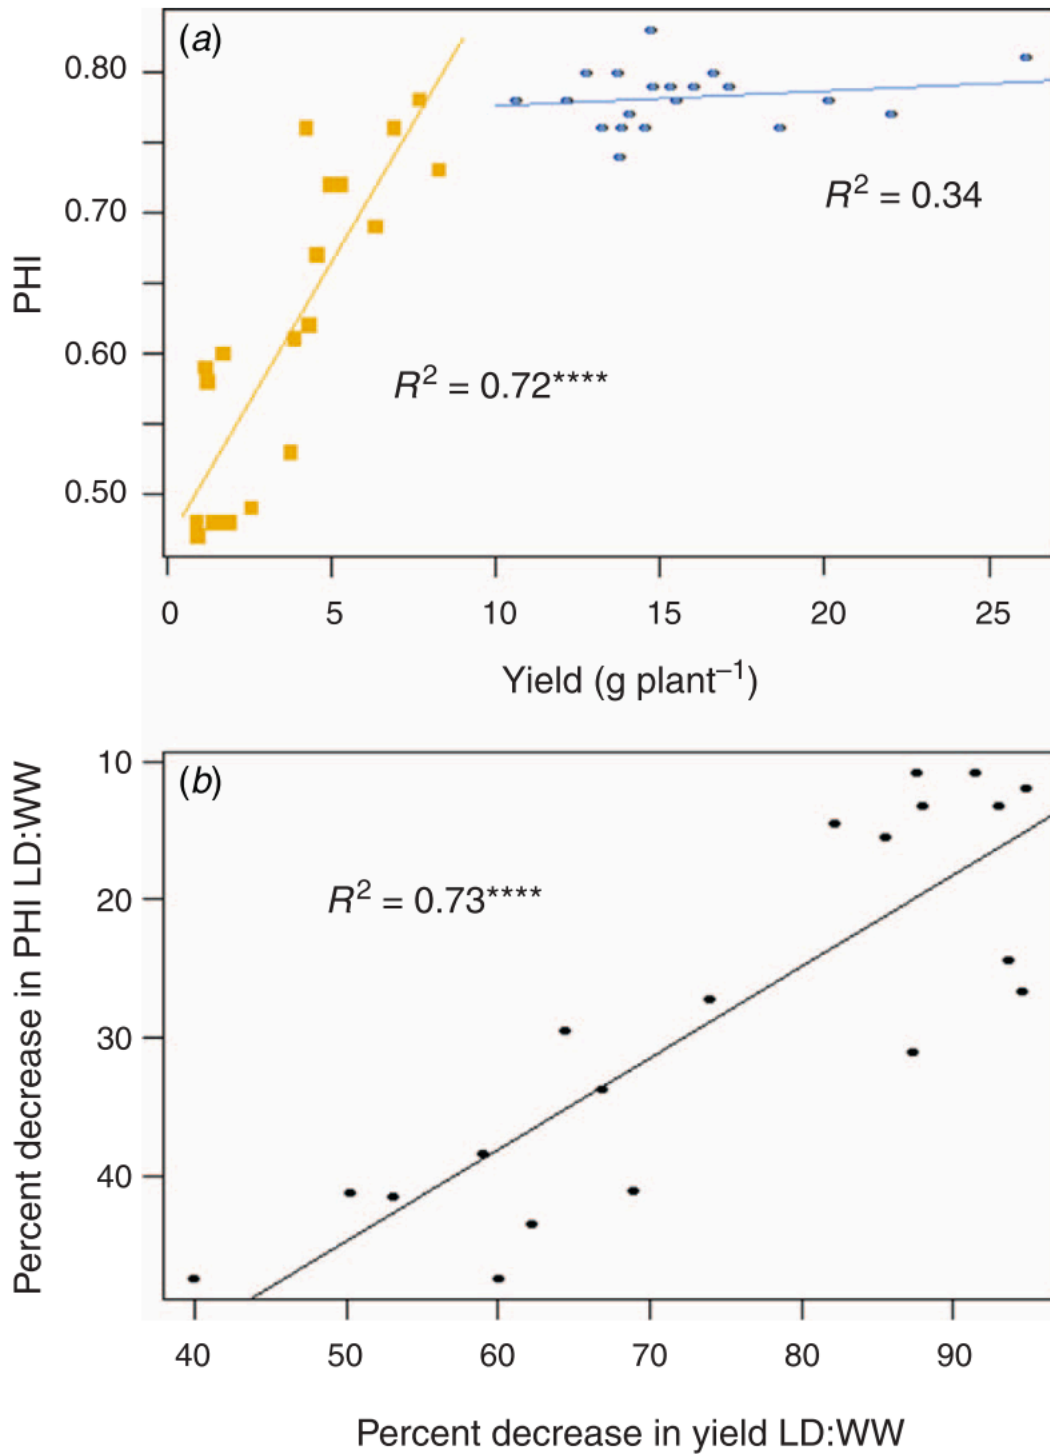 (a)
0.80
0.70
0.60
0.50
PHI
R² = 0.34
R² = 0.72****
0 5 10 15 20 25
Yield (g plant⁻¹)
(b)
10
20
30
40
Percent decrease in PHI LD:WW
R² = 0.73****
40 50 60 70 80 90
Percent decrease in yield LD:WW